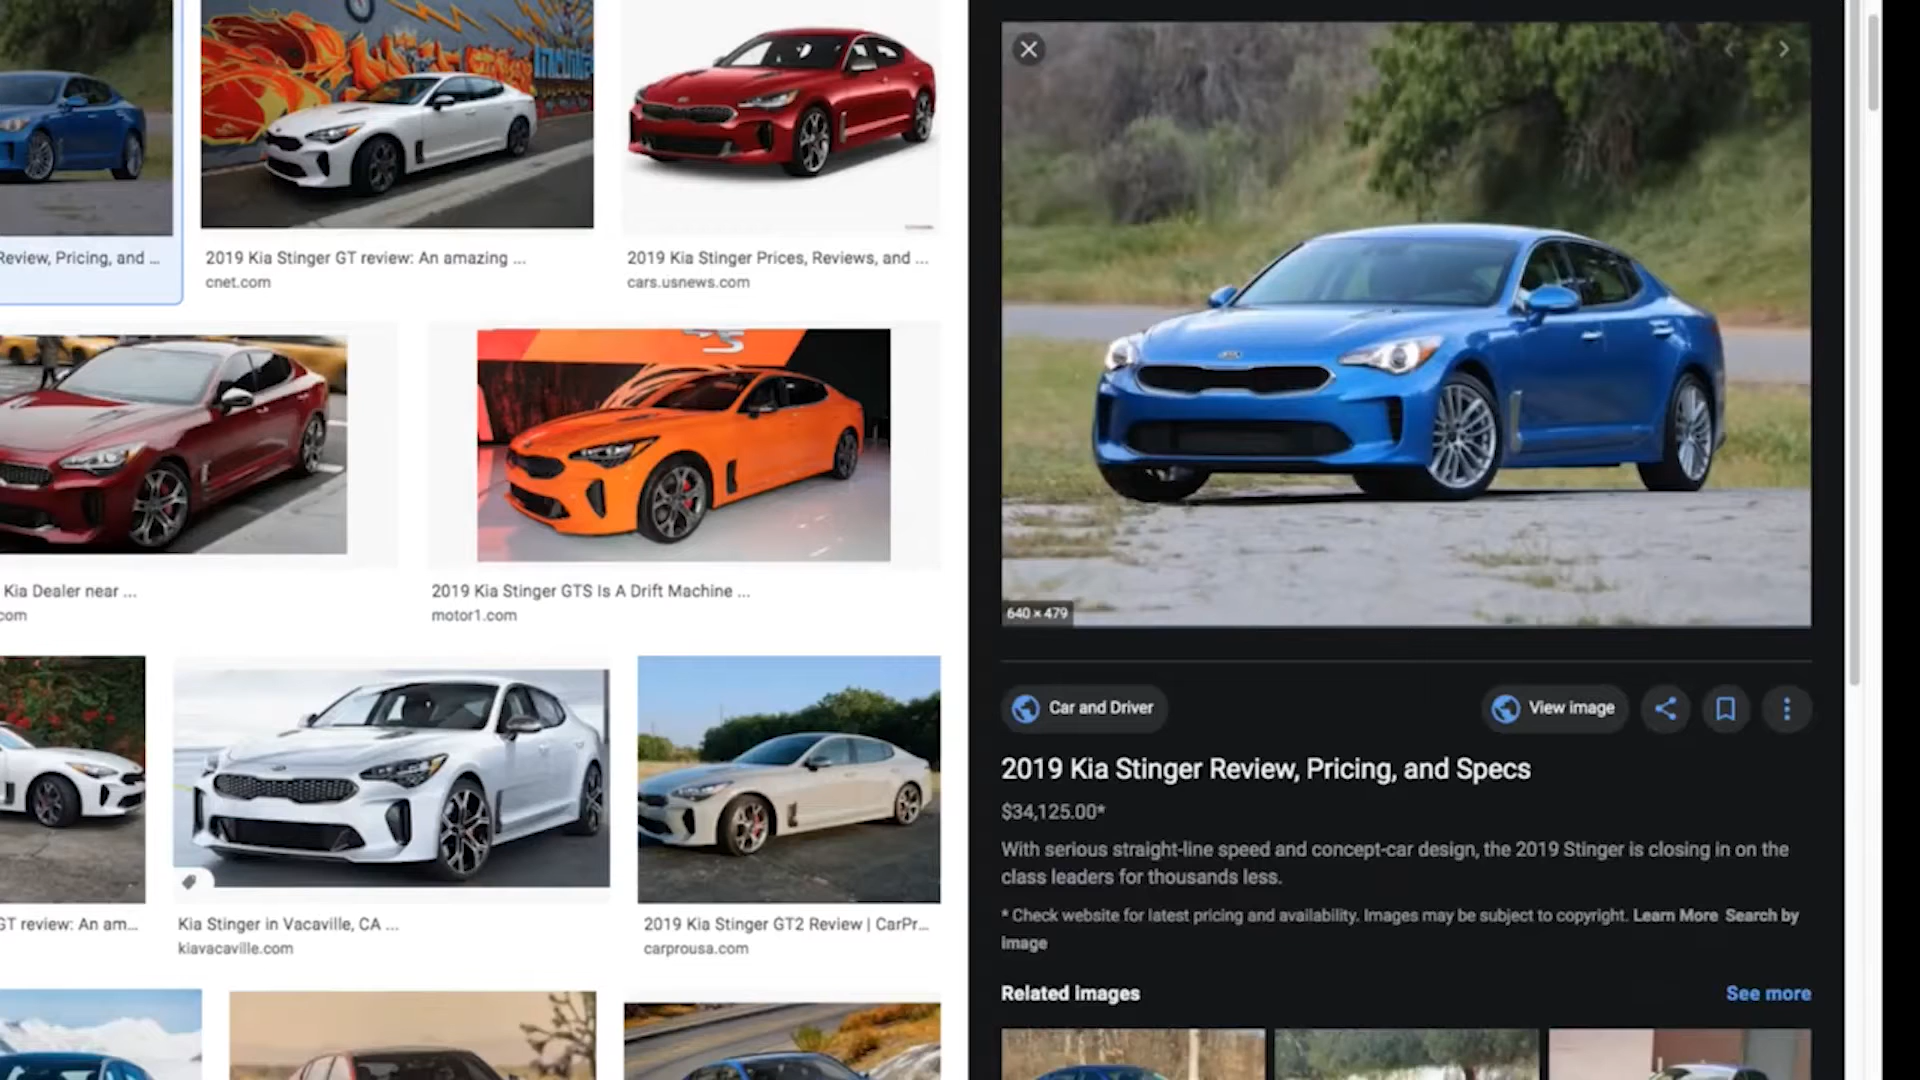 Review, Pricing, and ...
2019 Kia Stinger GT review: An amazing ...
cnet.com
2019 Kia Stinger Prices, Reviews, and ...
cars.usnews.com
Kia Dealer near ...
com
2019 Kia Stinger GTS Is A Drift Machine ...
motor1.com
GT review: An am...
Kia Stinger in Vacaville, CA ...
kiavacaville.com
2019 Kia Stinger GT2 Review | CarPr...
carprousa.com
640 × 479
Car and Driver
View image
2019 Kia Stinger Review, Pricing, and Specs
$34,125.00*
With serious straight-line speed and concept-car design, the 2019 Stinger is closing in on the
class leaders for thousands less.
* Check website for latest pricing and availability. Images may be subject to copyright. Learn More Search by
Image
Related images
See more